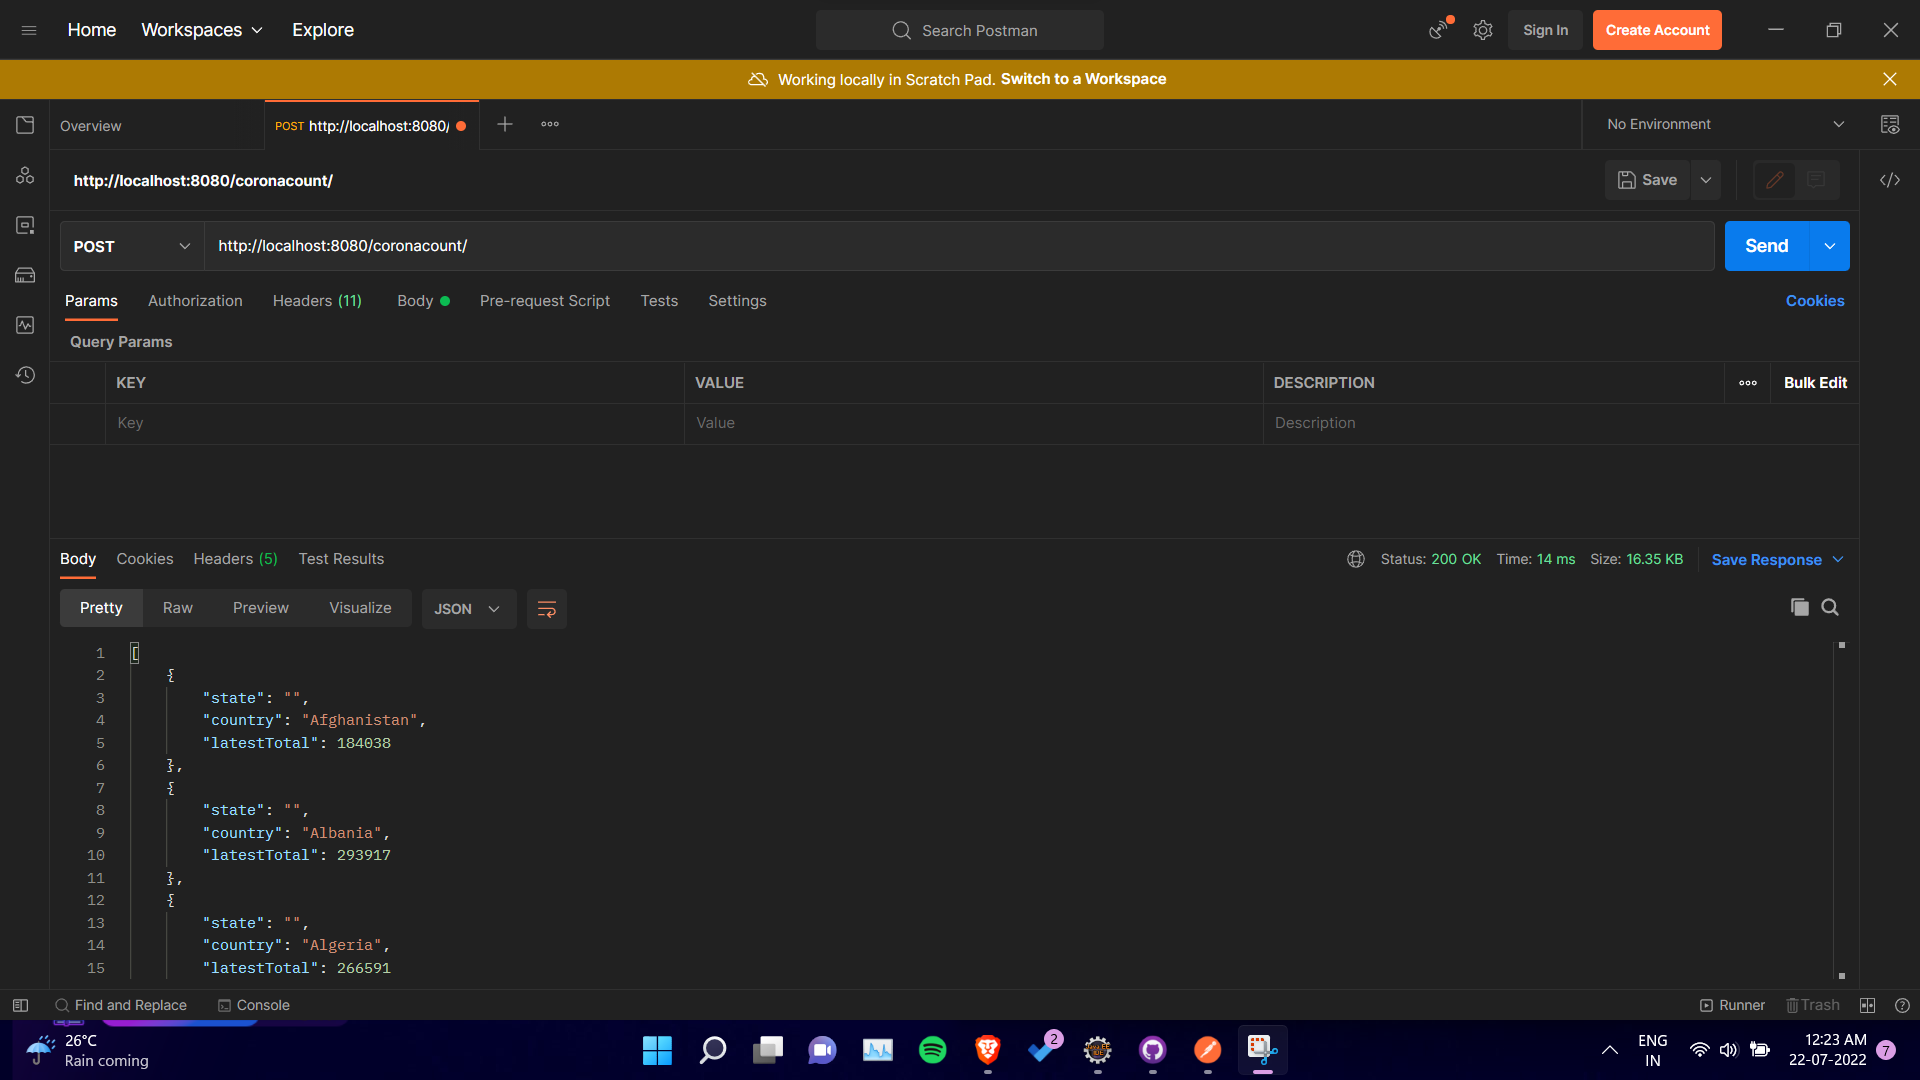 Home Workspaces Explore Search Postman Sign In Create Account
Working locally in Scratch Pad. Switch to a Workspace
Overview POST http://localhost:8080/ No Environment
http://localhost:8080/coronacount/ Save
POST http://localhost:8080/coronacount/ Send
Params Authorization Headers (11) Body Pre-request Script Tests Settings Cookies
Query Params
KEY VALUE DESCRIPTION Bulk Edit
Key Value Description
Body Cookies Headers (5) Test Results Status: 200 OK Time: 14 ms Size: 16.35 KB Save Response
Pretty Raw Preview Visualize JSON
1 [
2 {
3 "state": "",
4 "country": "Afghanistan",
5 "latestTotal": 184038
6 },
7 {
8 "state": "",
9 "country": "Albania",
10 "latestTotal": 293917
11 },
12 {
13 "state": "",
14 "country": "Algeria",
15 "latestTotal": 266591
Find and Replace Console Runner Trash
26°C
Rain coming
2
ENG
IN
12:23 AM
22-07-2022
7